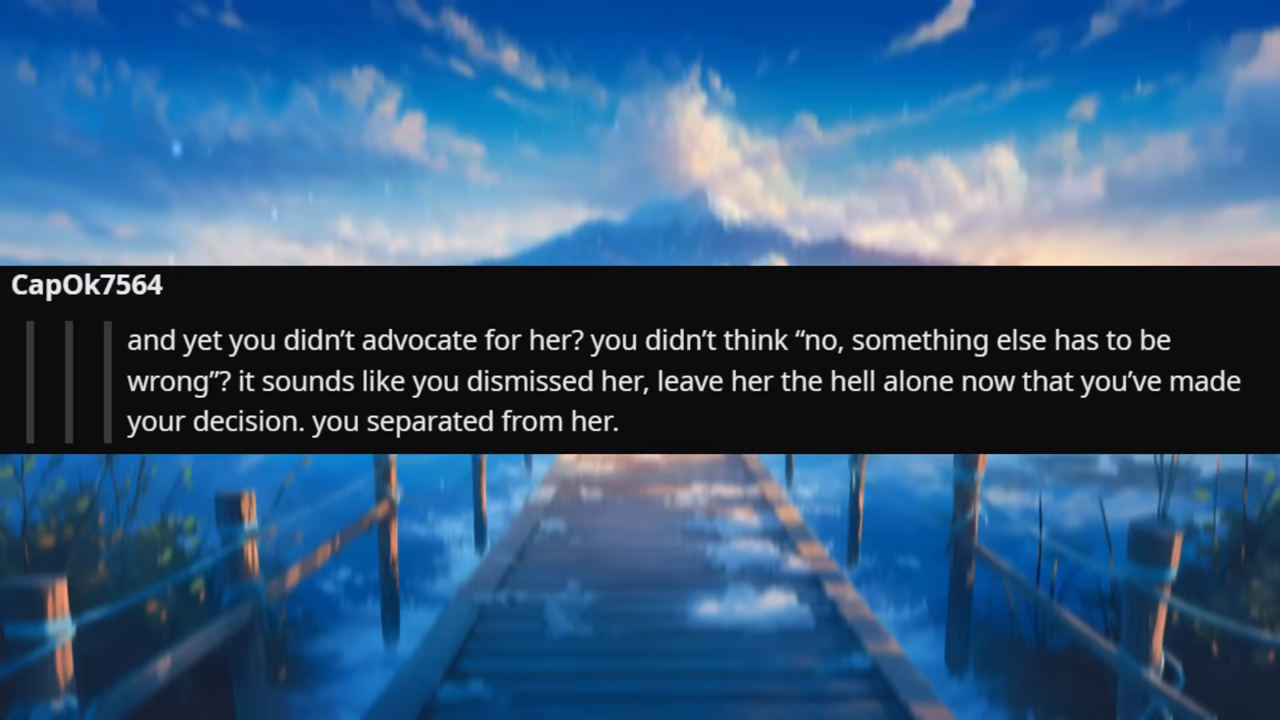 CapOk7564
and yet you didn’t advocate for her? you didn’t think “no, something else has to be
wrong”? it sounds like you dismissed her, leave her the hell alone now that you’ve made
your decision. you separated from her.